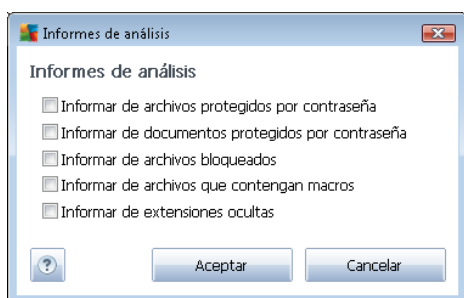 Informes de análisis
Informes de análisis
Informar de archivos protegidos por contraseña
Informar de documentos protegidos por contraseña
Informar de archivos bloqueados
Informar de archivos que contengan macros
Informar de extensiones ocultas
? Aceptar Cancelar